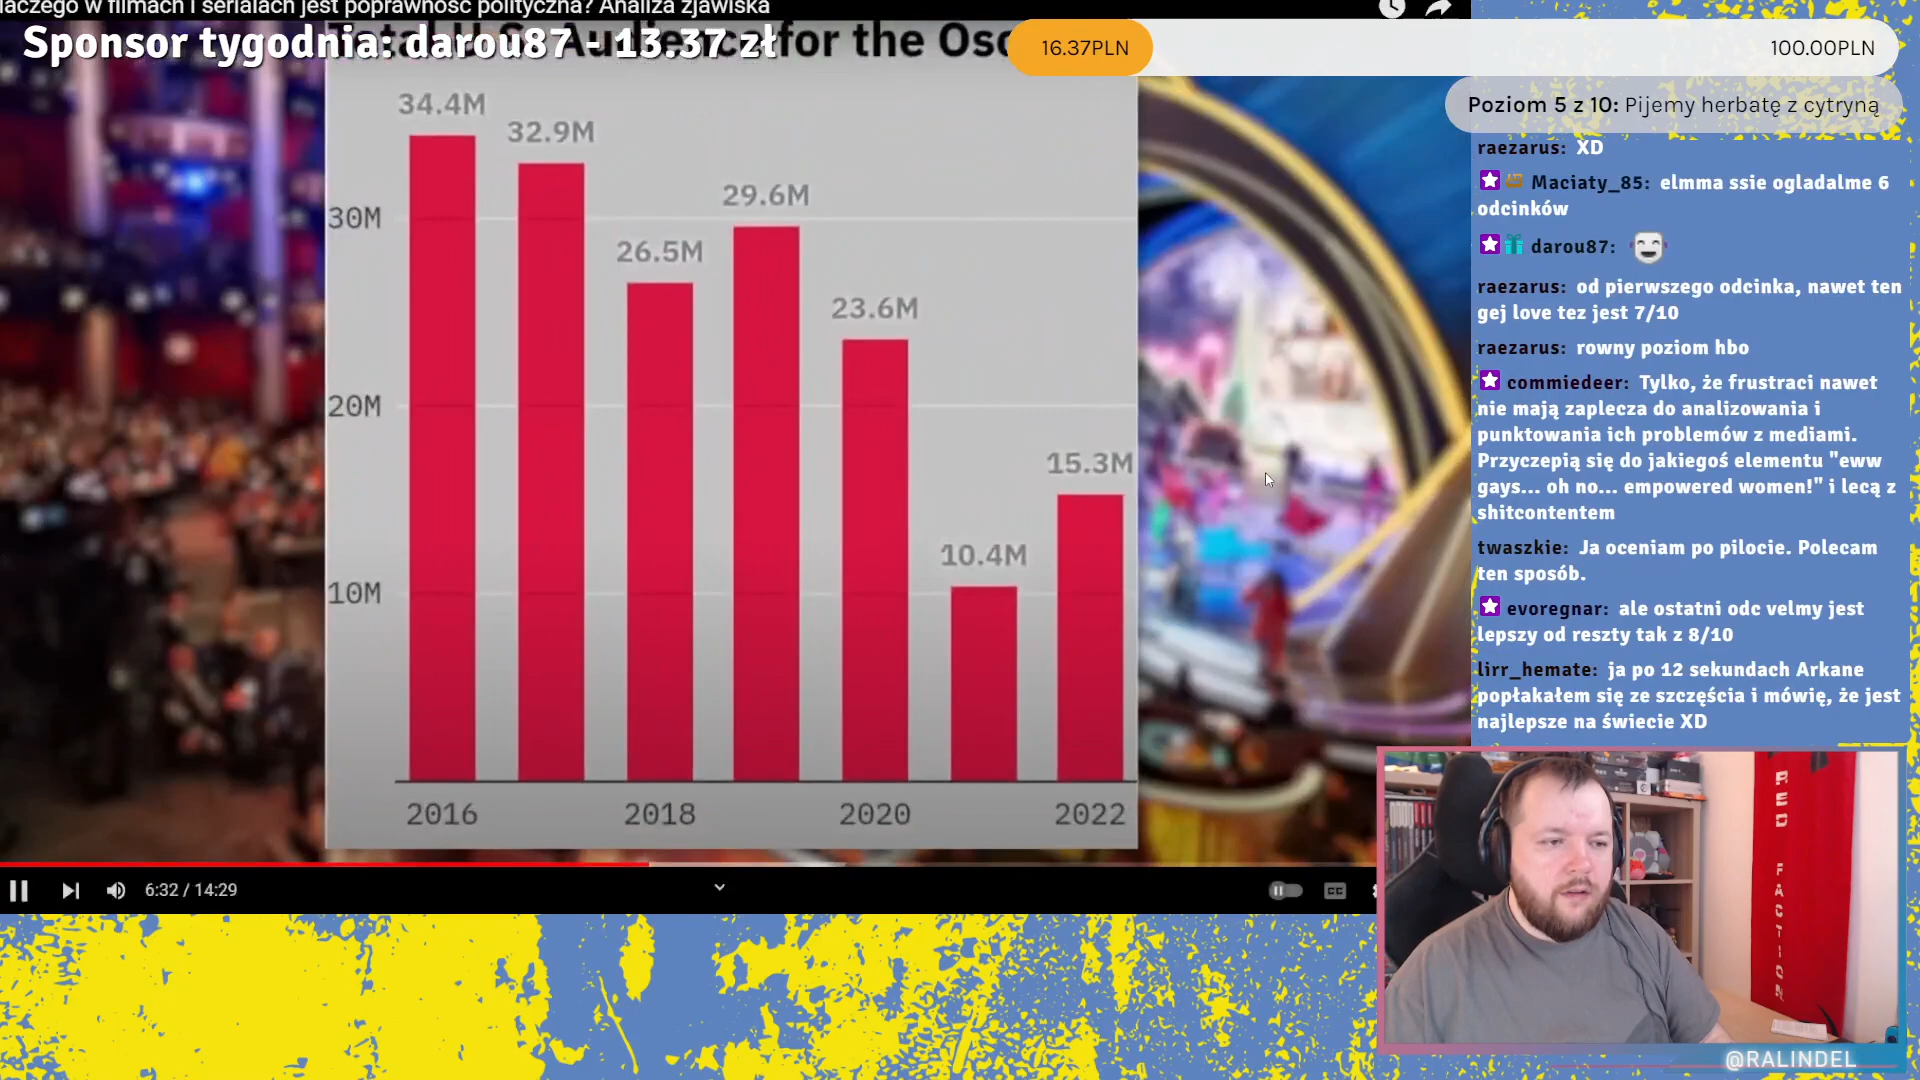 laczego w filmach i serialach jest poprawność polityczna? Analiza zjawiska
Sponsor tygodnia: darou87 - 13.37 zł
for the Osc
16.37PLN
100.00PLN
Poziom 5 z 10: Pijemy herbatę z cytryną
34.4M
32.9M
29.6M
26.5M
23.6M
15.3M
10.4M
30M
20M
10M
2016
2018
2020
2022
6:32 / 14:29
CC
raezarus: XD
Maciaty_85: elmma ssie ogladalme 6
odcinków
darou87:
raezarus: od pierwszego odcinka, nawet ten
gej love tez jest 7/10
raezarus: rowny poziom hbo
commiedeer: Tylko, że frustraci nawet
nie mają zaplecza do analizowania i
punktowania ich problemów z mediami.
Przyczepią się do jakiegoś elementu "eww
gays... oh no... empowered women!" i lecą z
shitcontentem
twaszkie: Ja oceniam po pilocie. Polecam
ten sposób.
evoregnar: ale ostatni odc velmy jest
lepszy od reszty tak z 8/10
lirr_hemate: ja po 12 sekundach Arkane
popłakałem się ze szczęścia i mówię, że jest
najlepsze na świecie XD
RED FACTION
@RALINDEL